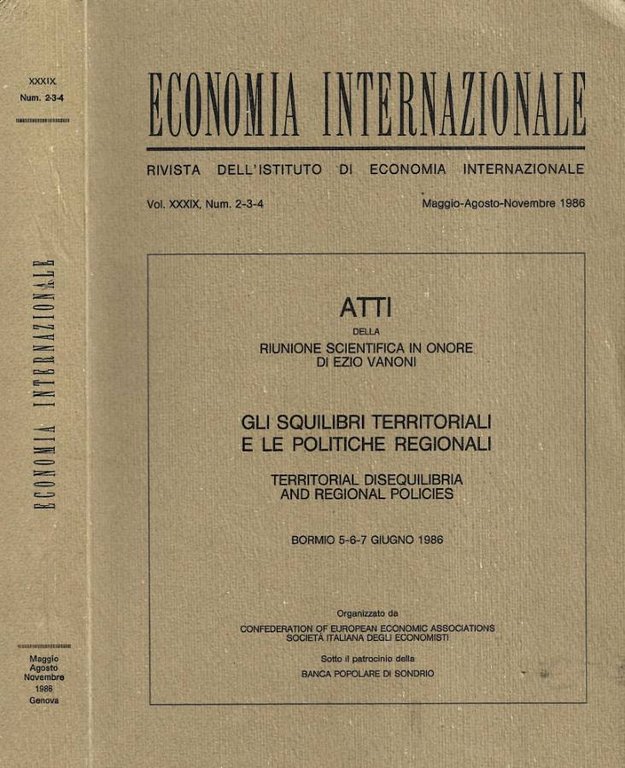 XXXIX
Num. 2-3-4
ECONOMIA INTERNAZIONALE
Maggio
Agosto
Novembre
1986
Genova
ECONOMIA INTERNAZIONALE
RIVISTA DELL'ISTITUTO DI ECONOMIA INTERNAZIONALE
Vol. XXXIX, Num. 2-3-4 Maggio-Agosto-Novembre 1986
ATTI
DELLA
RIUNIONE SCIENTIFICA IN ONORE
DI EZIO VANONI
GLI SQUILIBRI TERRITORIALI
E LE POLITICHE REGIONALI
TERRITORIAL DISEQUILIBRIA
AND REGIONAL POLICIES
BORMIO 5-6-7 GIUGNO 1986
Organizzato da
CONFEDERATION OF EUROPEAN ECONOMIC ASSOCIATIONS
SOCIETÀ ITALIANA DEGLI ECONOMISTI
Sotto il patrocinio della
BANCA POPOLARE DI SONDRIO